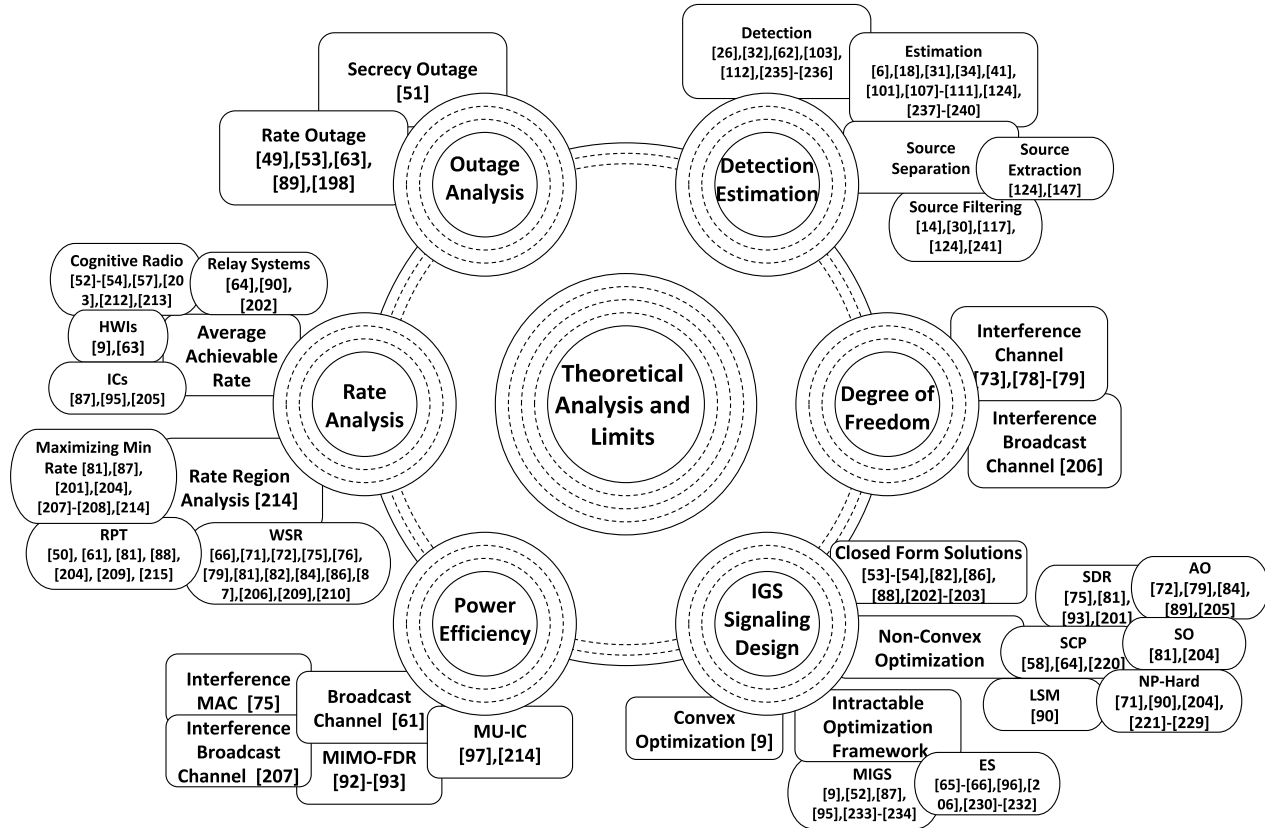 Theoretical
Analysis and
Limits
Outage
Analysis
Secrecy Outage
[51]
Rate Outage
[49],[53],[63],
[89],[198]
Detection
Estimation
Detection
[26],[32],[62],[103],
[112],[235]-[236]
Estimation
[6],[18],[31],[34],[41],
[101],[107]-[111],[124],
[237]-[240]
Source
Separation
Source
Extraction
[124],[147]
Source Filtering
[14],[30],[117],
[124],[241]
Rate
Analysis
Cognitive Radio
[52]-[54],[57],[20
3],[212],[213]
Relay Systems
[64],[90],
[202]
HWIs
[9],[63]
Average
Achievable
Rate
ICs
[87],[95],[205]
Maximizing Min
Rate [81],[87],
[201],[204],
[207]-[208],[214]
Rate Region
Analysis [214]
RPT
[50], [61], [81], [88],
[204], [209], [215]
WSR
[66],[71],[72],[75],[76],
[79],[81],[82],[84],[86],[8
7],[206],[209],[210]
Degree of
Freedom
Interference
Channel
[73],[78]-[79]
Interference
Broadcast
Channel [206]
Power
Efficiency
Interference
MAC [75]
Broadcast
Channel [61]
Interference
Broadcast
Channel [207]
MIMO-FDR
[92]-[93]
MU-IC
[97],[214]
IGS
Signaling
Design
Closed Form Solutions
[53]-[54],[82],[86],
[88],[202]-[203]
Non-Convex
Optimization
SDR
[75],[81],
[93],[201]
AO
[72],[79],[84],
[89],[205]
SCP
[58],[64],[220]
SO
[81],[204]
LSM
[90]
NP-Hard
[71],[90],[204],
[221]-[229]
Convex
Optimization [9]
Intractable
Optimization
Framework
MIGS
[9],[52],[87],
[95],[233]-[234]
ES
[65]-[66],[96],[2
06],[230]-[232]